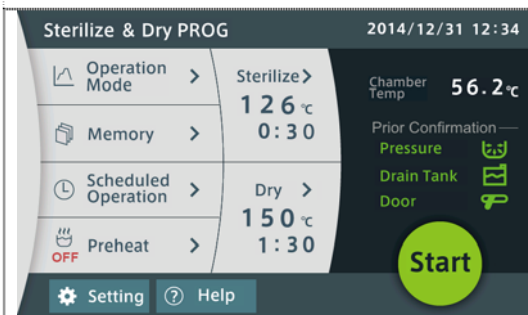 Sterilize & Dry PROG
2014/12/31 12:34
Operation
Mode
Memory
Scheduled
Operation
Preheat
OFF
Sterilize
126℃
0:30
Dry
150℃
1:30
Chamber
Temp
56.2℃
Prior Confirmation
Pressure
Drain Tank
Door
Start
Setting
? Help